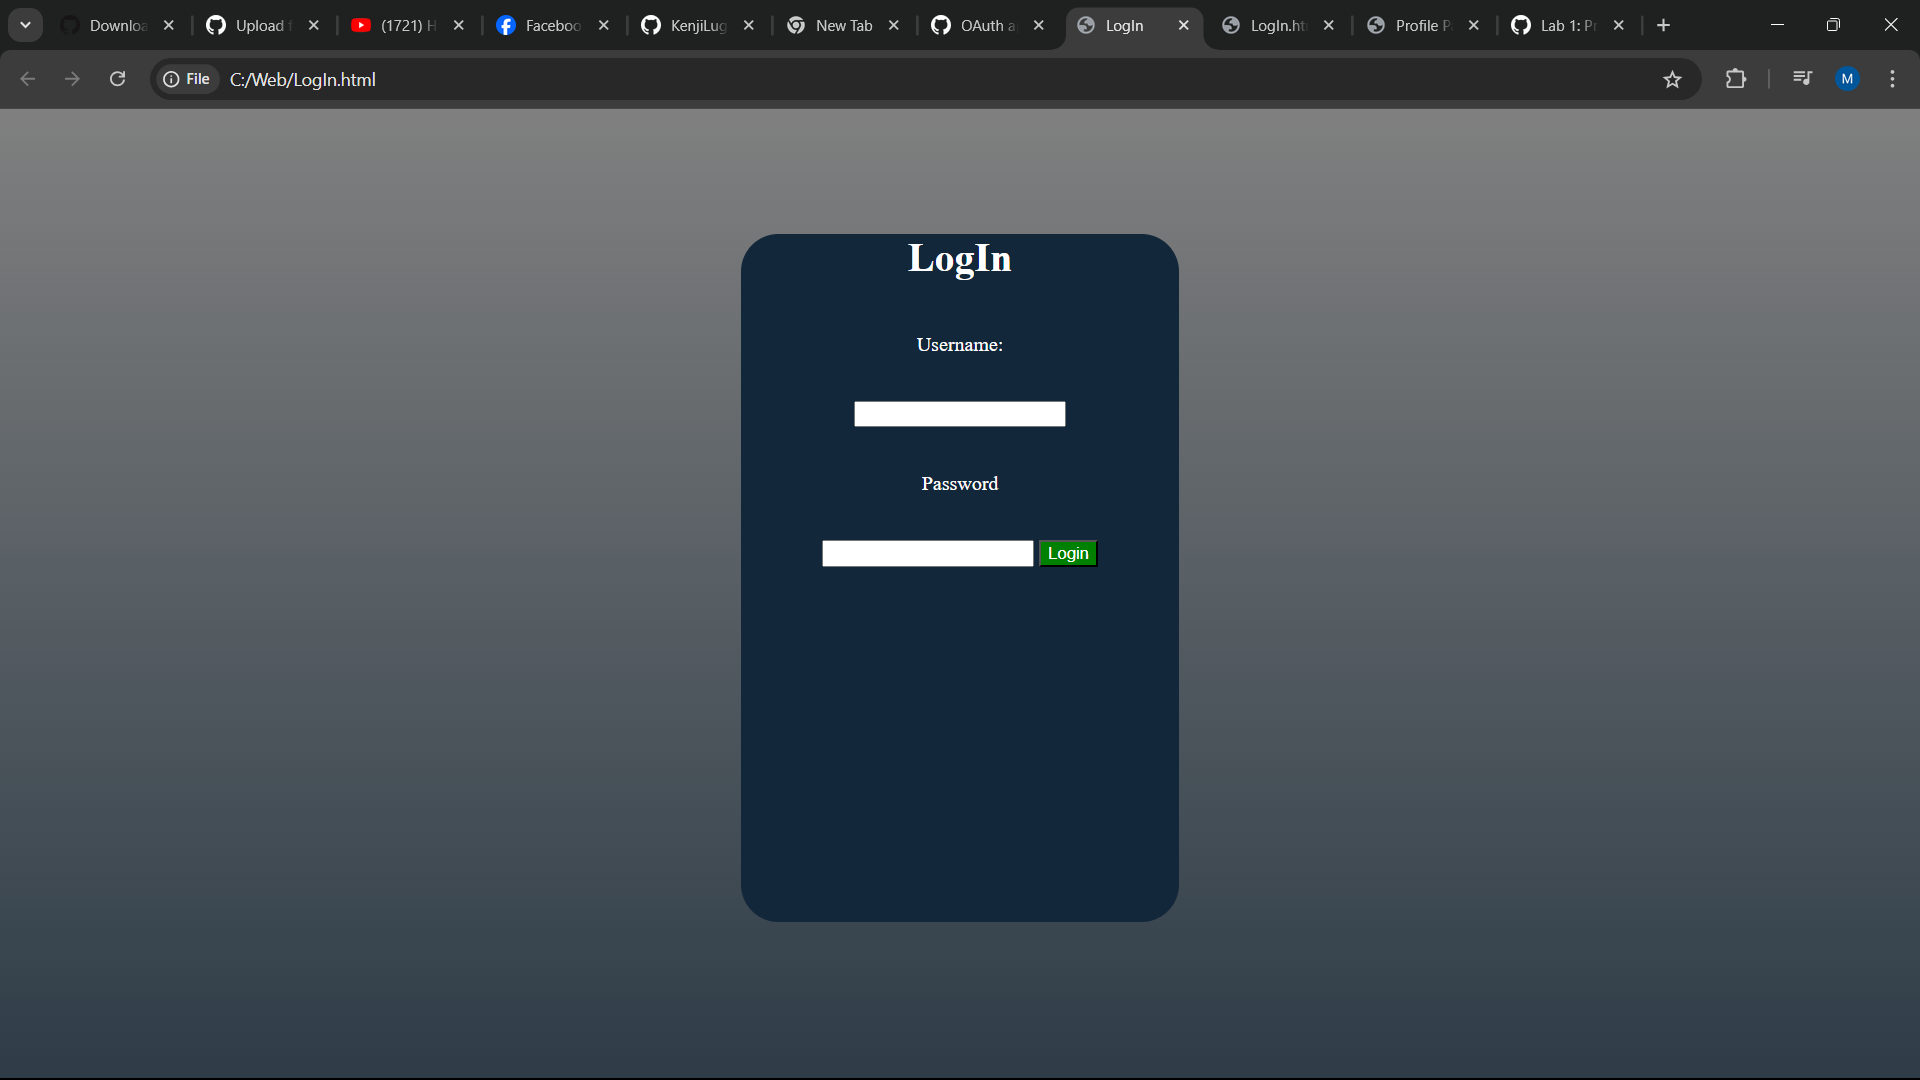 Downloa
Upload f
(1721) H
Faceboo
KenjiLug
New Tab
OAuth a
LogIn
LogIn.ht
Profile P
Lab 1: Pr
File
C:/Web/LogIn.html
M
LogIn
Username:
Password
Login